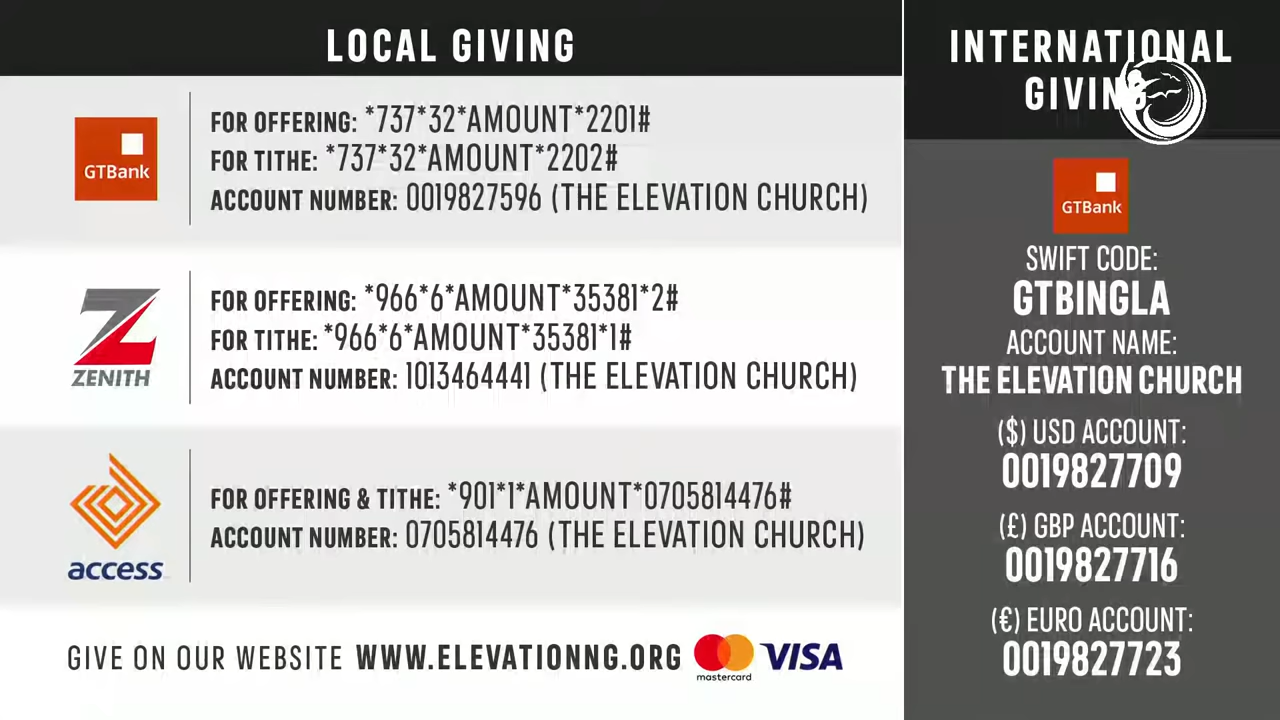 LOCAL GIVING
GTBank
FOR OFFERING: *737*32*AMOUNT*2201#
FOR TITHE: *737*32*AMOUNT*2202#
ACCOUNT NUMBER: 0019827596 (THE ELEVATION CHURCH)
ZENITH
FOR OFFERING: *966*6*AMOUNT*35381*2#
FOR TITHE: *966*6*AMOUNT*35381*1#
ACCOUNT NUMBER: 1013464441 (THE ELEVATION CHURCH)
access
FOR OFFERING & TITHE: *901*1*AMOUNT*0705814476#
ACCOUNT NUMBER: 0705814476 (THE ELEVATION CHURCH)
GIVE ON OUR WEBSITE WWW.ELEVATIONNG.ORG mastercard VISA
INTERNATIONAL
GIVING
GTBank
SWIFT CODE:
GTBINGLA
ACCOUNT NAME:
THE ELEVATION CHURCH
($) USD ACCOUNT:
0019827709
(£) GBP ACCOUNT:
0019827716
(€) EURO ACCOUNT:
0019827723